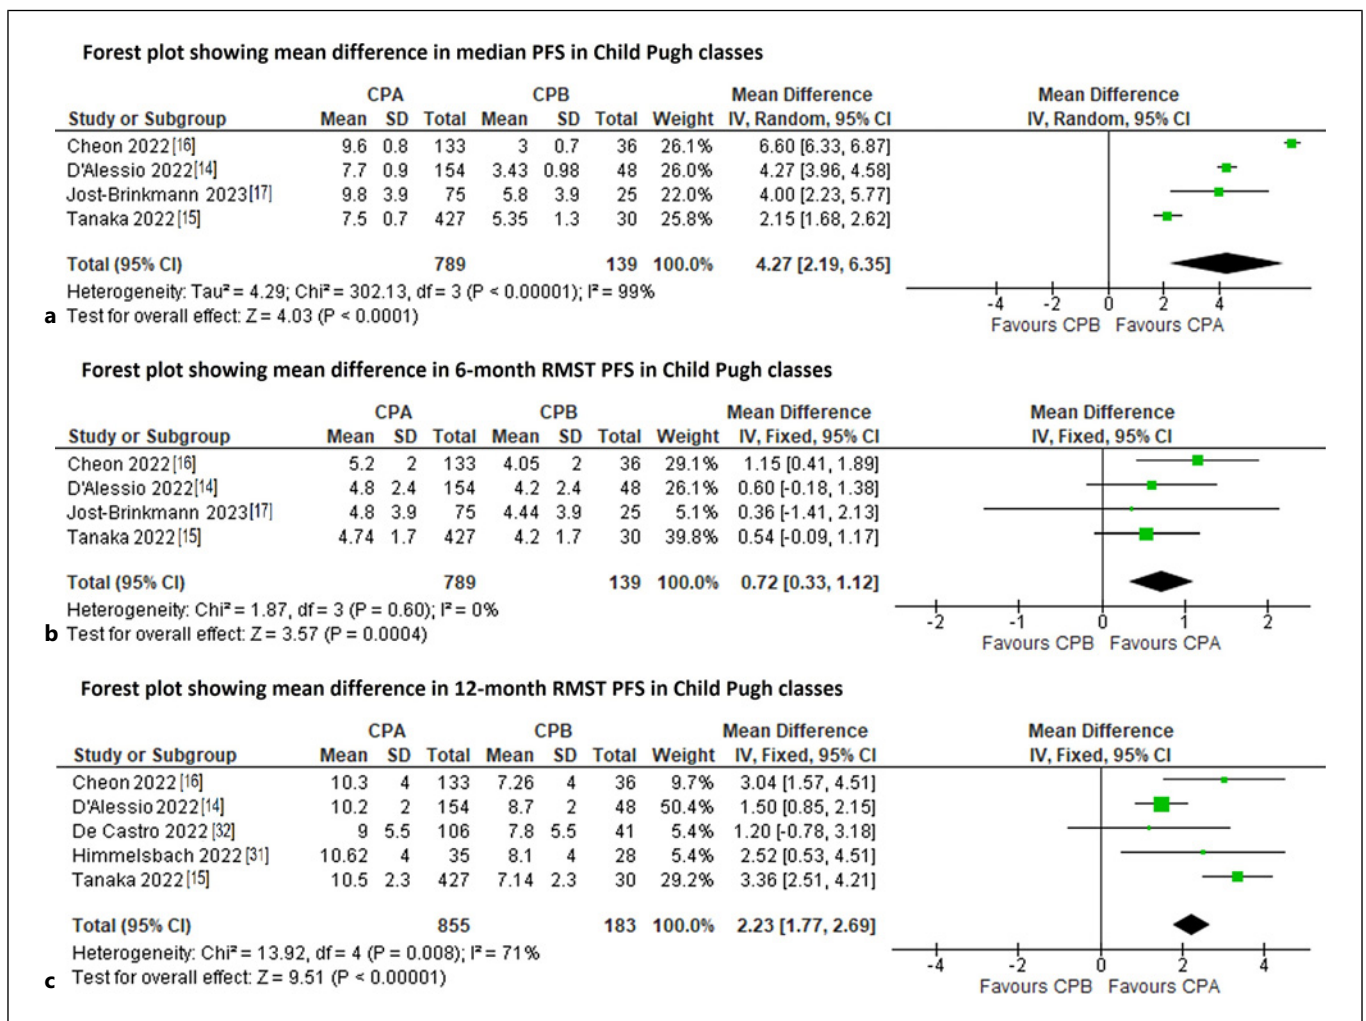 Forest plot showing mean difference in median PFS in Child Pugh classes
CPA CPB Mean Difference Mean Difference
Study or Subgroup Mean SD Total Mean SD Total Weight IV, Random, 95% CI IV, Random, 95% CI
Cheon 2022[16] 9.6 0.8 133 3 0.7 36 26.1% 6.60 [6.33, 6.87]
D'Alessio 2022[14] 7.7 0.9 154 3.43 0.98 48 26.0% 4.27 [3.96, 4.58]
Jost-Brinkmann 2023[17] 9.8 3.9 75 5.8 3.9 25 22.0% 4.00 [2.23, 5.77]
Tanaka 2022[15] 7.5 0.7 427 5.35 1.3 30 25.8% 2.15 [1.68, 2.62]
Total (95% CI) 789 139 100.0% 4.27 [2.19, 6.35]
Heterogeneity: Tau² = 4.29; Chi² = 302.13, df = 3 (P < 0.00001); I² = 99%
-4 -2 0 2 4
a Test for overall effect: Z = 4.03 (P < 0.0001)
Favours CPB Favours CPA
Forest plot showing mean difference in 6-month RMST PFS in Child Pugh classes
CPA CPB Mean Difference Mean Difference
Study or Subgroup Mean SD Total Mean SD Total Weight IV, Fixed, 95% CI IV, Fixed, 95% CI
Cheon 2022[16] 5.2 2 133 4.05 2 36 29.1% 1.15 [0.41, 1.89]
D'Alessio 2022[14] 4.8 2.4 154 4.2 2.4 48 26.1% 0.60 [-0.18, 1.38]
Jost-Brinkmann 2023[17] 4.8 3.9 75 4.44 3.9 25 5.1% 0.36 [-1.41, 2.13]
Tanaka 2022[15] 4.74 1.7 427 4.2 1.7 30 39.8% 0.54 [-0.09, 1.17]
Total (95% CI) 789 139 100.0% 0.72 [0.33, 1.12]
Heterogeneity: Chi² = 1.87, df = 3 (P = 0.60); I² = 0%
-2 -1 0 1 2
b Test for overall effect: Z = 3.57 (P = 0.0004)
Favours CPB Favours CPA
Forest plot showing mean difference in 12-month RMST PFS in Child Pugh classes
CPA CPB Mean Difference Mean Difference
Study or Subgroup Mean SD Total Mean SD Total Weight IV, Fixed, 95% CI IV, Fixed, 95% CI
Cheon 2022[16] 10.3 4 133 7.26 4 36 9.7% 3.04 [1.57, 4.51]
D'Alessio 2022[14] 10.2 2 154 8.7 2 48 50.4% 1.50 [0.85, 2.15]
De Castro 2022 [32] 9 5.5 106 7.8 5.5 41 5.4% 1.20 [-0.78, 3.18]
Himmelsbach 2022 [31] 10.62 4 35 8.1 4 28 5.4% 2.52 [0.53, 4.51]
Tanaka 2022[15] 10.5 2.3 427 7.14 2.3 30 29.2% 3.36 [2.51, 4.21]
Total (95% CI) 855 183 100.0% 2.23 [1.77, 2.69]
Heterogeneity: Chi² = 13.92, df = 4 (P = 0.008); I² = 71%
-4 -2 0 2 4
c Test for overall effect: Z = 9.51 (P < 0.00001)
Favours CPB Favours CPA